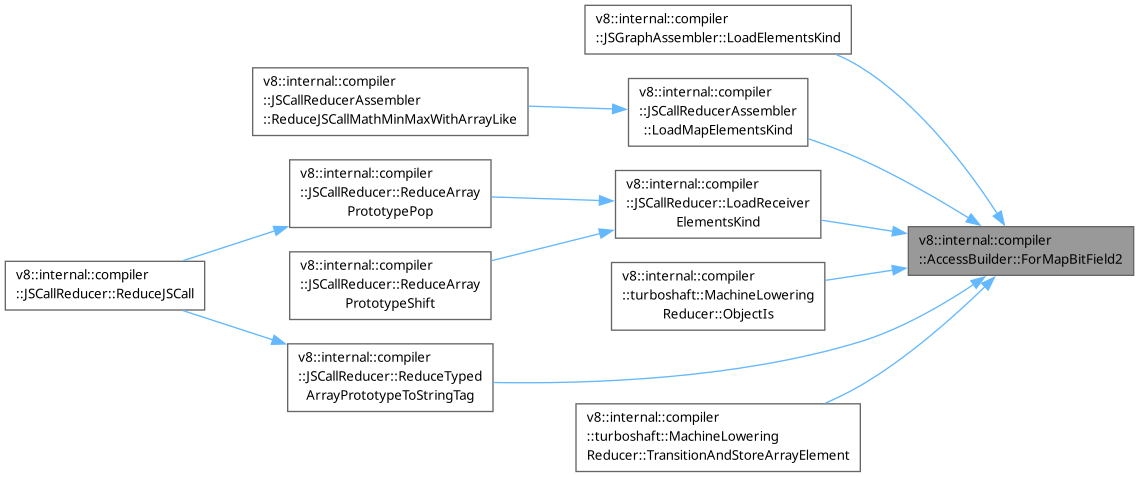 v8::internal::compiler
::JSGraphAssembler::LoadElementsKind
v8::internal::compiler
::JSCallReducerAssembler
::ReduceJSCallMathMinMaxWithArrayLike
v8::internal::compiler
::JSCallReducerAssembler
::LoadMapElementsKind
v8::internal::compiler
::JSCallReducer::ReduceArray
PrototypePop
v8::internal::compiler
::JSCallReducer::LoadReceiver
ElementsKind
v8::internal::compiler
::AccessBuilder::ForMapBitField2
v8::internal::compiler
::JSCallReducer::ReduceJSCall
v8::internal::compiler
::JSCallReducer::ReduceArray
PrototypeShift
v8::internal::compiler
::turboshaft::MachineLowering
Reducer::ObjectIs
v8::internal::compiler
::JSCallReducer::ReduceTyped
ArrayPrototypeToStringTag
v8::internal::compiler
::turboshaft::MachineLowering
Reducer::TransitionAndStoreArrayElement